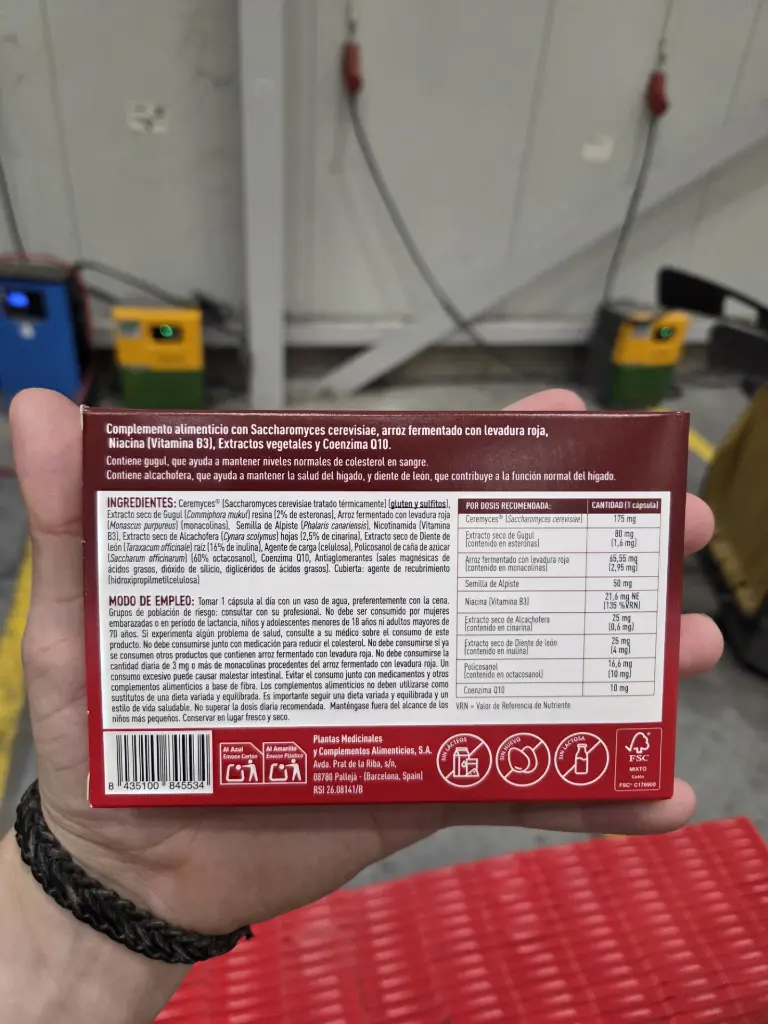 Complemento alimenticio con Saccharomyces cerevisiae, arroz fermentado con levadura roja,
Niacina (Vitamina B3), Extractos vegetales y Coenzima Q10.
Contiene gugul, que ayuda a mantener niveles normales de colesterol en sangre.
Contiene alcachofera, que ayudan a mantener la salud del hígado, y diente de león, que contribuye a la función normal del hígado.
INGREDIENTES: Ceremyces® (Saccharomyces cerevisiae tratado térmicamente) (gluten y sulfitos),
Extracto seco de Gugul (Commiphora mukul) resina (2% de esteronas), Arroz fermentado con levadura roja
(Monascus purpureus) (monacolinas), Semilla de Alpiste (Phalaris canariensis), Nicotinamida (Vitamina
B3), Extracto seco de Alcachofera (Cynara scolymus) hojas (2,5% de cinarina), Extracto seco de Diente de
león (Taraxacum officinale) raíz (16% de inulina), Agente de carga (celulosa), Policosanol de caña de azúcar
(Saccharum officinarum) (60% octacosanol), Coenzima Q10, Antiaglomerantes (sales magnésicas de
ácidos grasos, dióxido de silicio, diglicéridos de ácidos grasos). Cubierta: agente de recubrimiento
(hidroxipropilmetilcelulosa)
MODO DE EMPLEO: Tomar 1 cápsula al día con un vaso de agua, preferentemente con la cena.
Grupos de población de riesgo: consultar con su profesional. No debe ser consumido por mujeres
embarazadas o en período de lactancia, niños y adolescentes menores de 18 años ni adultos mayores de
70 años. Si experimenta algún problema de salud, consulte a su médico sobre el consumo de este
producto. No debe consumirse junto con medicación para reducir el colesterol. No debe consumirse si ya
se consumen otros productos que contienen arroz fermentado con levadura roja. No debe consumirse la
cantidad diaria de 3 mg o más de monacolinas procedentes del arroz fermentado con levadura roja. Un
consumo excesivo puede causar malestar intestinal. Evitar el consumo junto con medicamentos y otros
complementos alimenticios a base de fibra. Los complementos alimenticios no deben utilizarse como
sustitutos de una dieta variada y equilibrada. Es importante seguir una dieta variada y equilibrada y un
estilo de vida saludable. No superar la dosis diaria recomendada. Manténgase fuera del alcance de los
niños más pequeños. Conservar en lugar fresco y seco.
POR DOSIS RECOMENDADA: CANTIDAD (1 cápsula)
Ceremyces® (Saccharomyces cerevisiae) 175 mg
Extracto seco de Gugul 80 mg
(contenido en esteronas) (1,6 mg)
Arroz fermentado con levadura roja 65,55 mg
(contenido en monacolinas) (2,95 mg)
Semilla de Alpiste 50 mg
Niacina (Vitamina B3) 21,6 mg NE
(135 %VRN)
Extracto seco de Alcachofera 25 mg
(contenido en cinarina) (0,6 mg)
Extracto seco de Diente de león 25 mg
(contenido en inulina) (4 mg)
Policosanol 16,6 mg
(contenido en octacosanol) (10 mg)
Coenzima Q10 10 mg
VRN = Valor de Referencia de Nutriente
8 435100 845534
Al Azul
Envase Cartón
Al Amarillo
Envase Plástico
Plantas Medicinales
y Complementos Alimenticios, S.A.
Avda. Prat de la Riba, s/n,
08780 Pallejà - (Barcelona, Spain)
RSI 26.08141/B
SIN LÁCTEOS
SIN HUEVO
SIN LACTOSA
FSC
MIXTO
Cartón
FSC® C176900